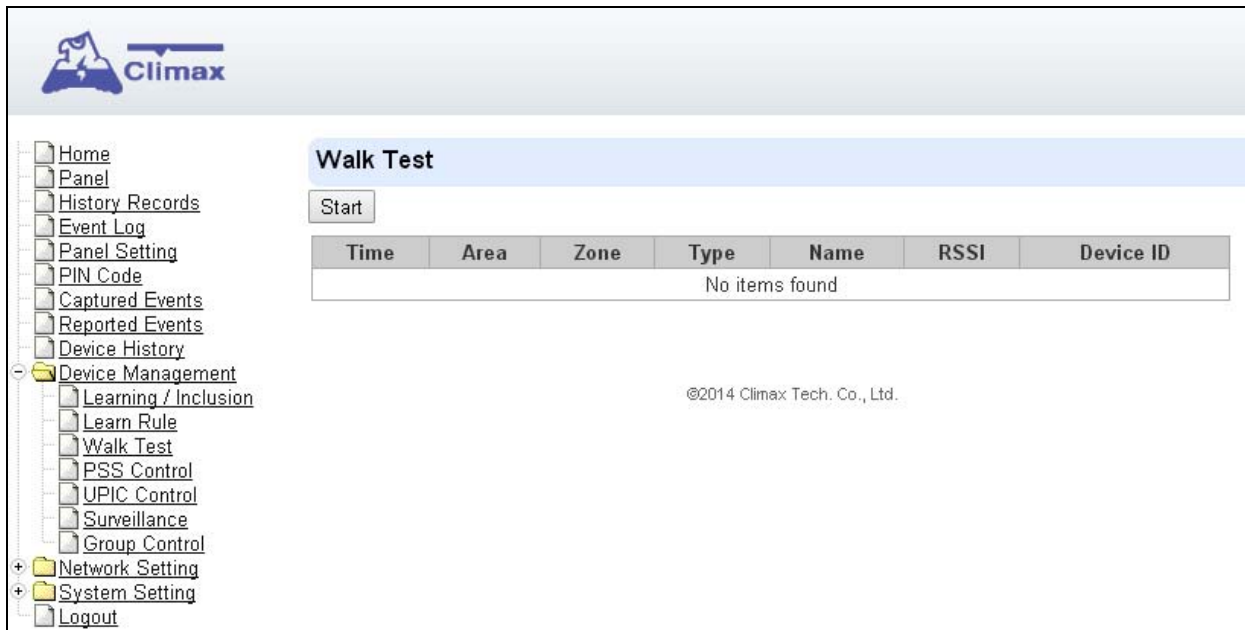 Climax
Home
Panel
History Records
Event Log
Panel Setting
PIN Code
Captured Events
Reported Events
Device History
Device Management
Learning / Inclusion
Learn Rule
Walk Test
PSS Control
UPIC Control
Surveillance
Group Control
Network Setting
System Setting
Logout
Walk Test
Start
Time Area Zone Type Name RSSI Device ID
No items found
©2014 Climax Tech. Co., Ltd.